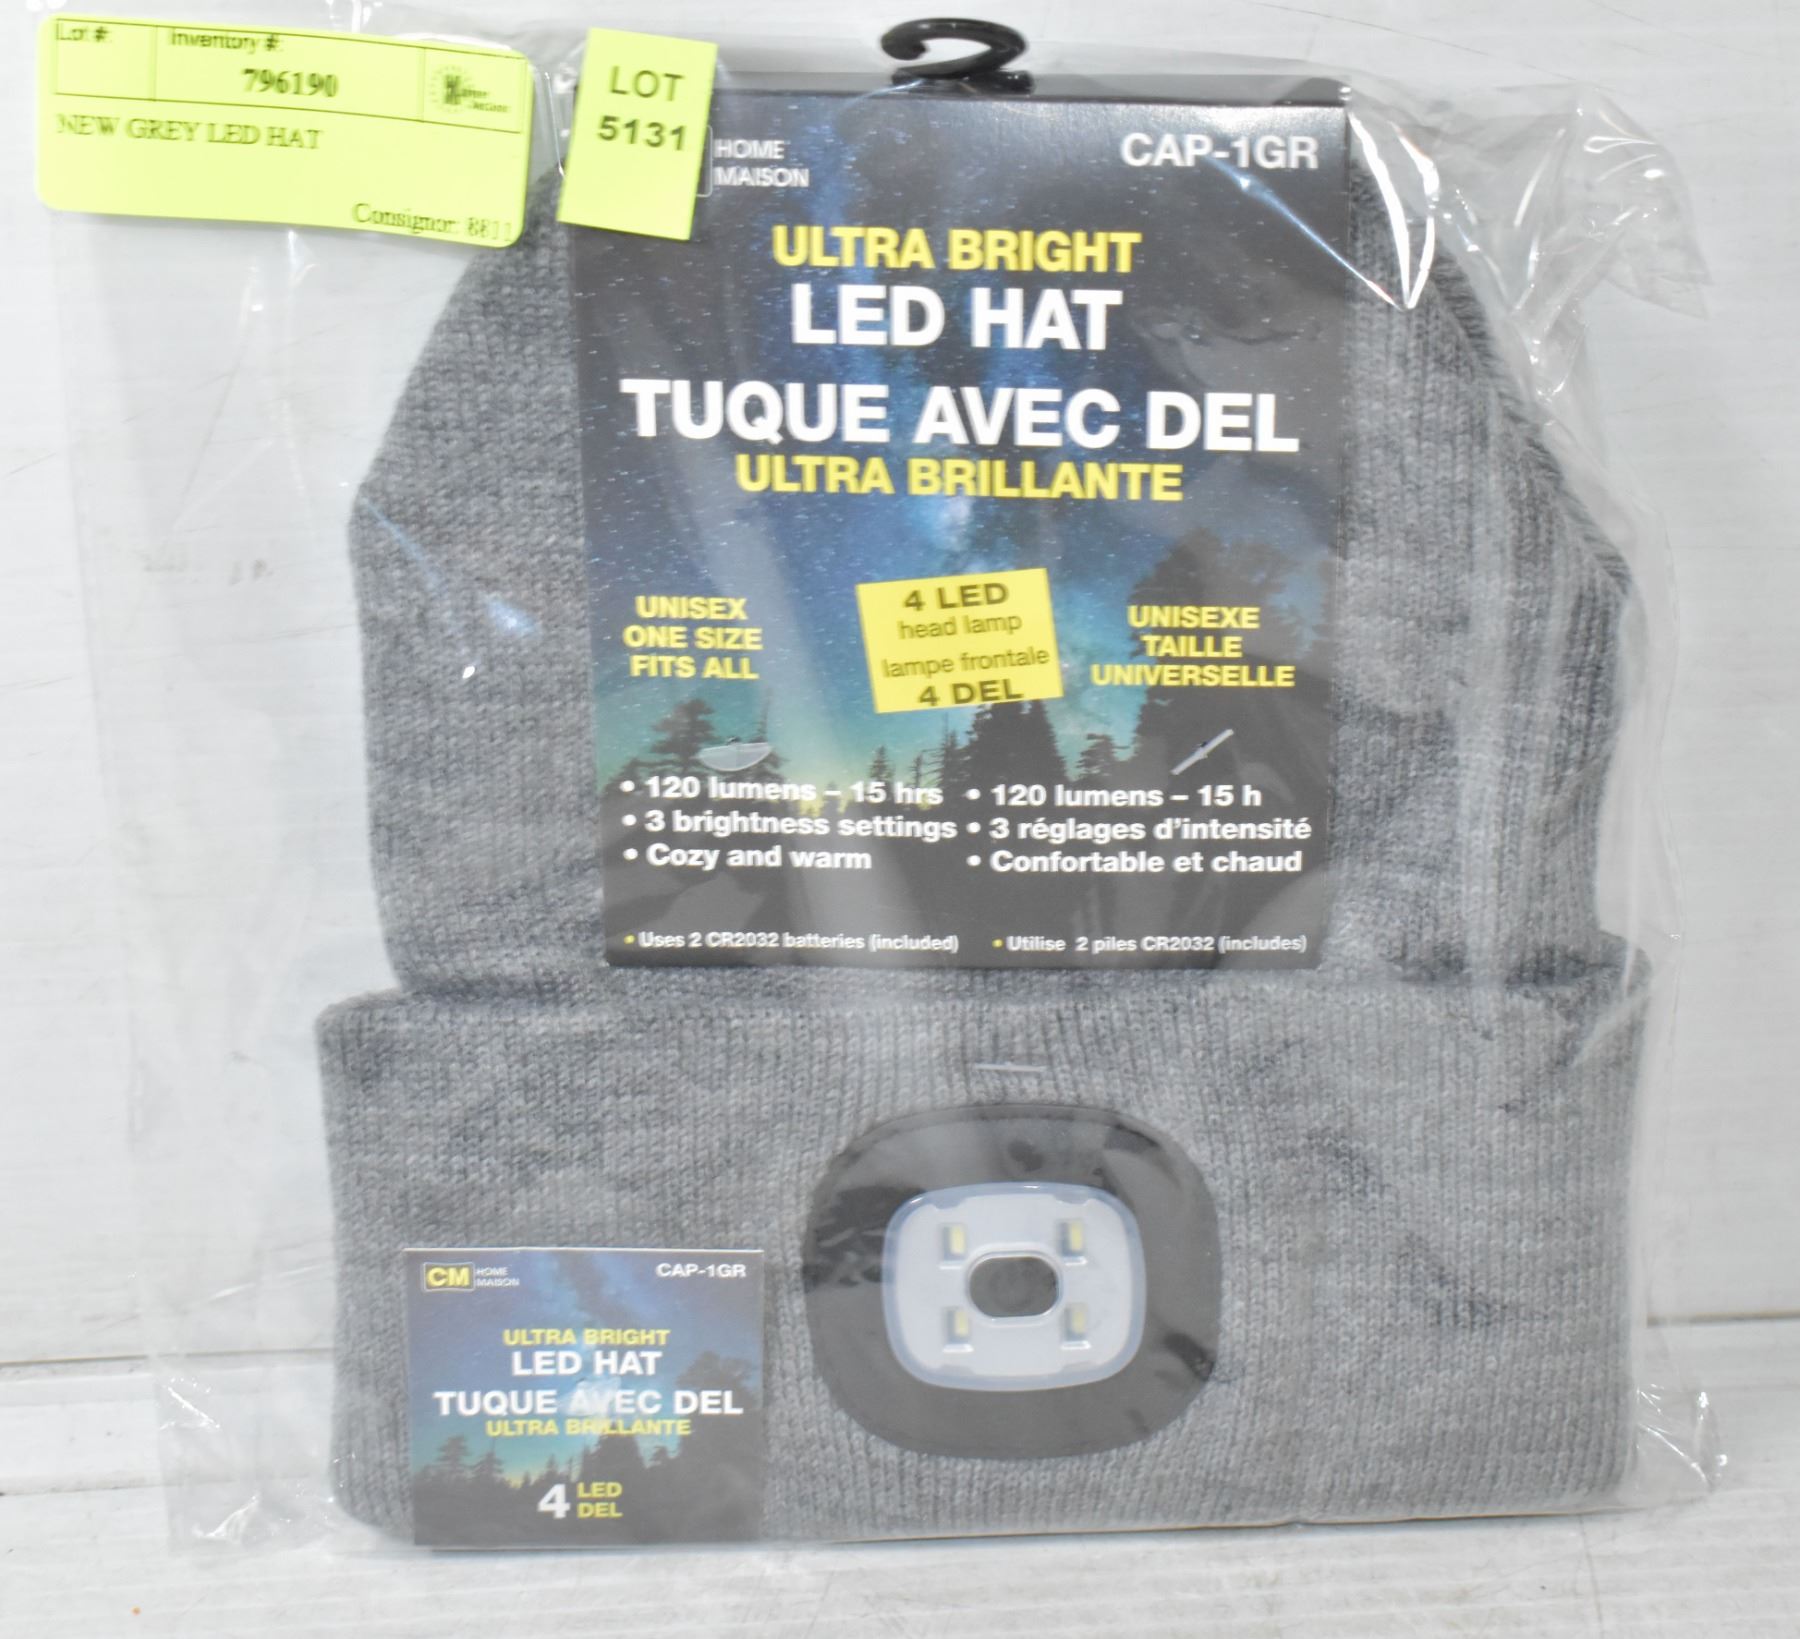 Lot #:
Inventory #:
796190
NEW GREY LED HAT
Consignor: 8811
LOT
5131
HOME
MAISON
CAP-1GR
ULTRA BRIGHT
LED HAT
TUQUE AVEC DEL
ULTRA BRILLANTE
UNISEX
ONE SIZE
FITS ALL
4 LED
head lamp
lampe frontale
4 DEL
UNISEXE
TAILLE
UNIVERSELLE
• 120 lumens – 15 hrs
• 3 brightness settings
• Cozy and warm
• 120 lumens – 15 h
• 3 réglages d'intensité
• Confortable et chaud
• Uses 2 CR2032 batteries (included)
• Utilise 2 piles CR2032 (includes)
CM HOME
MAISON
CAP-1GR
ULTRA BRIGHT
LED HAT
TUQUE AVEC DEL
ULTRA BRILLANTE
4 LED
DEL